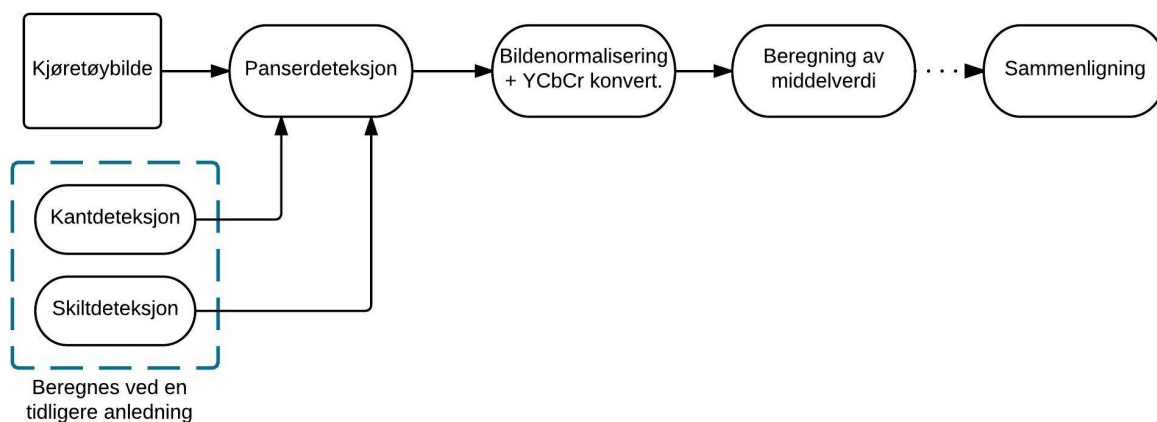 Kjøretøybilde
Panserdeteksjon
Bildenormalisering
+ YCbCr konvert.
Beregning av
middelverdi
Sammenligning
Kantdeteksjon
Skiltdeteksjon
Beregnes ved en
tidligere anledning